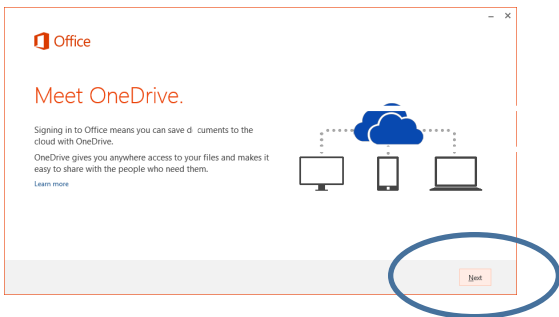 Office
Meet OneDrive.
Signing in to Office means you can save d cuments to the
cloud with OneDrive.
OneDrive gives you anywhere access to your files and makes it
easy to share with the people who need them.
Learn more
Next